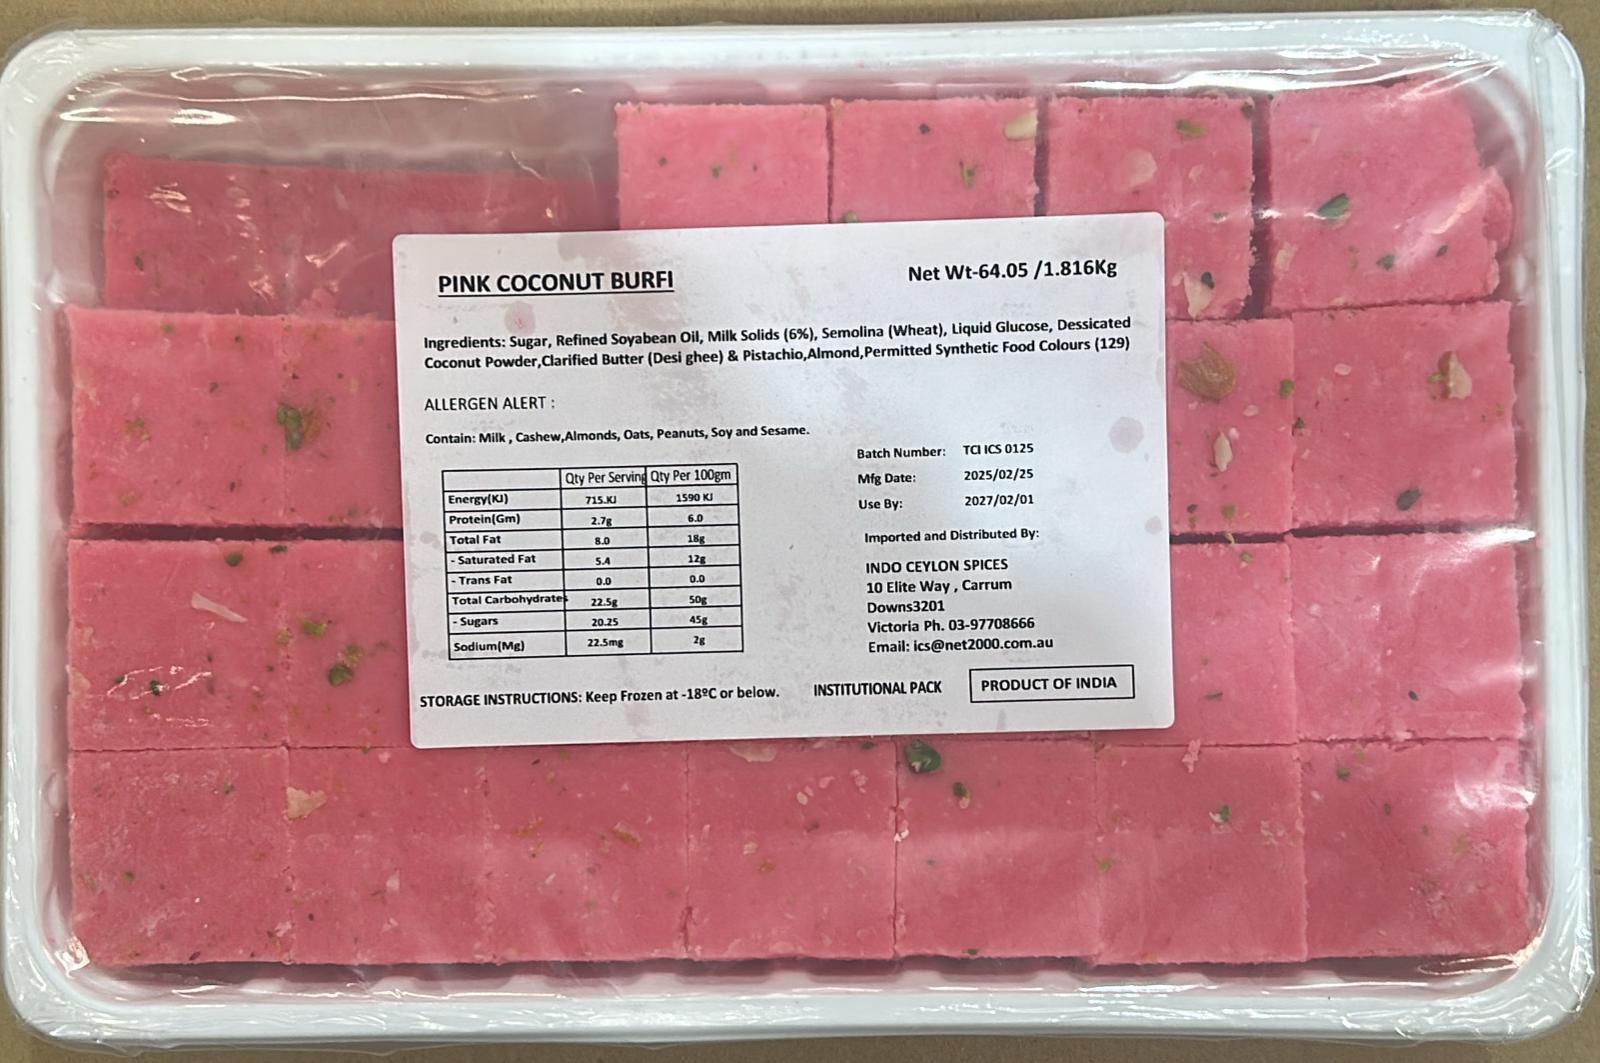 PINK COCONUT BURFI
Net Wt-64.05 /1.816Kg
Ingredients: Sugar, Refined Soyabean Oil, Milk Solids (6%), Semolina (Wheat), Liquid Glucose, Dessicated
Coconut Powder,Clarified Butter (Desi ghee) & Pistachio,Almond,Permitted Synthetic Food Colours (129)
ALLERGEN ALERT :
Contain: Milk , Cashew,Almonds, Oats, Peanuts, Soy and Sesame.
Qty Per Serving Qty Per 100gm
Energy(KJ) 715.KJ 1590 KJ
Protein(Gm) 2.7g 6.0
Total Fat 8.0 18g
- Saturated Fat 5.4 12g
- Trans Fat 0.0 0.0
Total Carbohydrates 22.5g 50g
- Sugars 20.25 45g
Sodium(Mg) 22.5mg 2g
Batch Number: TCI ICS 0125
Mfg Date: 2025/02/25
Use By: 2027/02/01
Imported and Distributed By:
INDO CEYLON SPICES
10 Elite Way , Carrum
Downs3201
Victoria Ph. 03-97708666
Email: ics@net2000.com.au
STORAGE INSTRUCTIONS: Keep Frozen at -18ºC or below.
INSTITUTIONAL PACK
PRODUCT OF INDIA